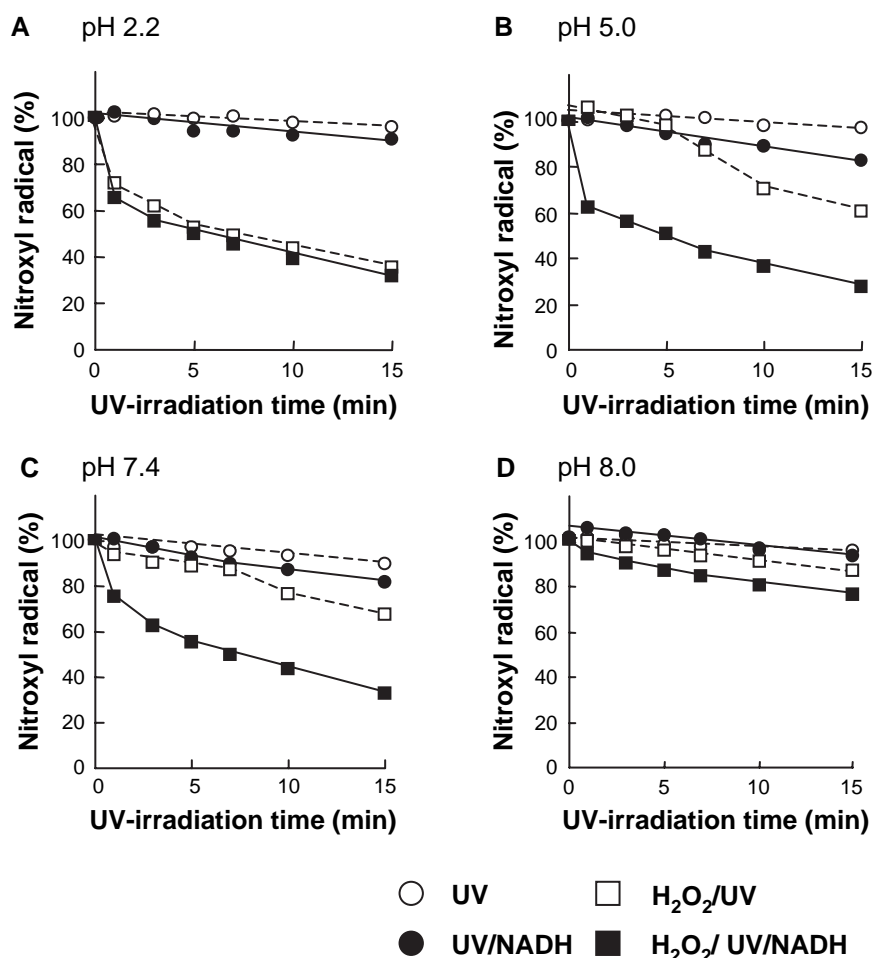 A pH 2.2
Nitroxyl radical (%)
100
80
60
40
20
0
0 5 10 15
UV-irradiation time (min)
B pH 5.0
Nitroxyl radical (%)
100
80
60
40
20
0
0 5 10 15
UV-irradiation time (min)
C pH 7.4
Nitroxyl radical (%)
100
80
60
40
20
0
0 5 10 15
UV-irradiation time (min)
D pH 8.0
Nitroxyl radical (%)
100
80
60
40
20
0
0 5 10 15
UV-irradiation time (min)
UV
H₂O₂/UV
UV/NADH
H₂O₂/ UV/NADH